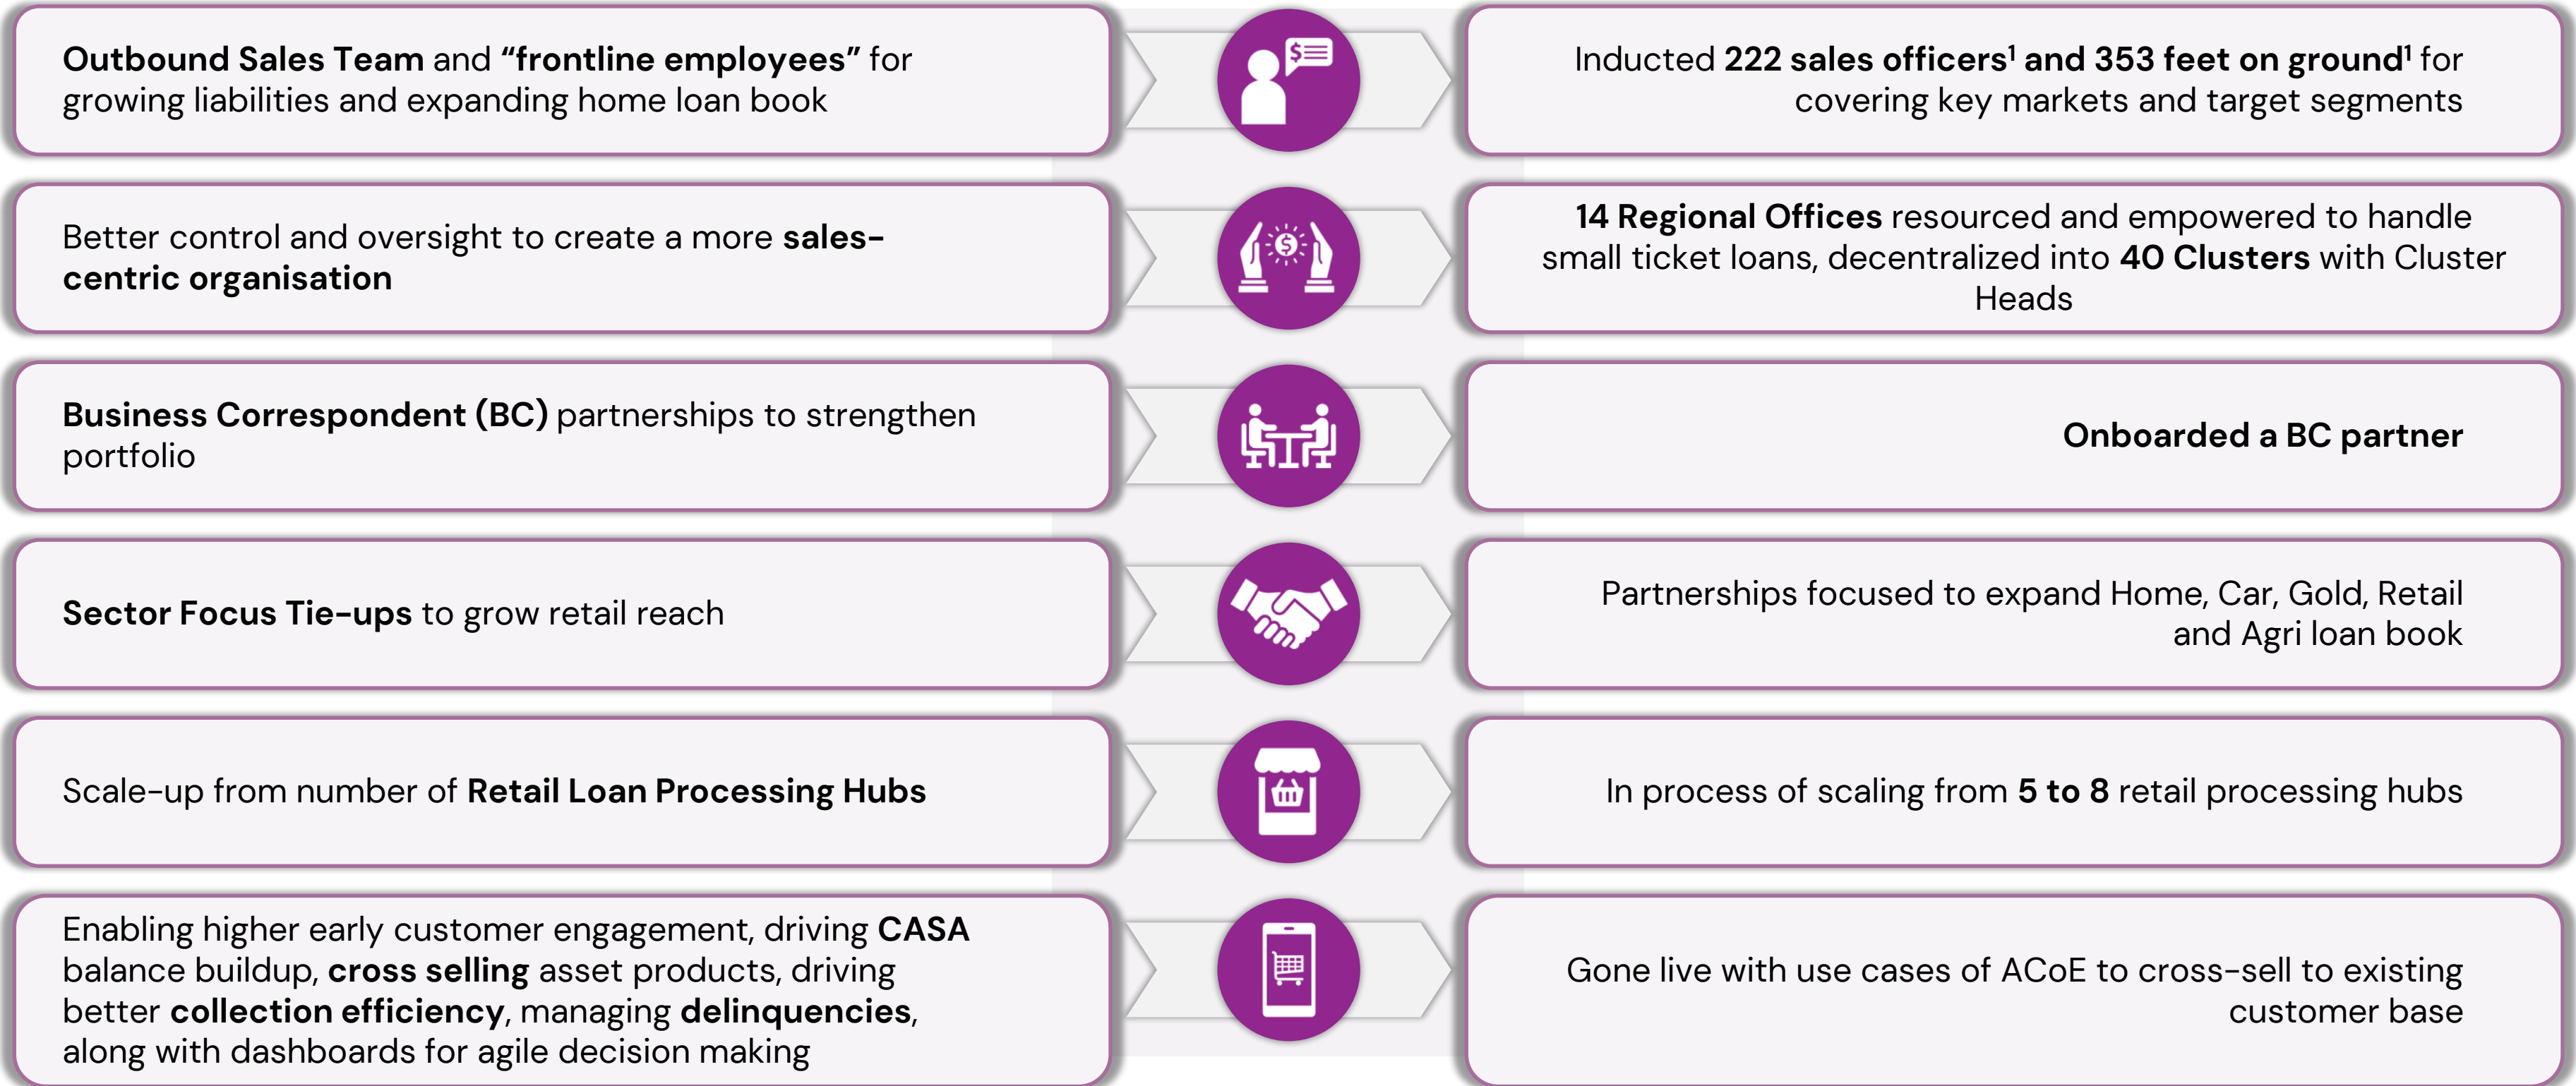 Outbound Sales Team and “frontline employees” for
growing liabilities and expanding home loan book
Inducted 222 sales officers¹ and 353 feet on ground¹ for
covering key markets and target segments
Better control and oversight to create a more sales-
centric organisation
14 Regional Offices resourced and empowered to handle
small ticket loans, decentralized into 40 Clusters with Cluster
Heads
Business Correspondent (BC) partnerships to strengthen
portfolio
Onboarded a BC partner
Sector Focus Tie-ups to grow retail reach
Partnerships focused to expand Home, Car, Gold, Retail
and Agri loan book
Scale-up from number of Retail Loan Processing Hubs
In process of scaling from 5 to 8 retail processing hubs
Enabling higher early customer engagement, driving CASA
balance buildup, cross selling asset products, driving
better collection efficiency, managing delinquencies,
along with dashboards for agile decision making
Gone live with use cases of ACoE to cross-sell to existing
customer base